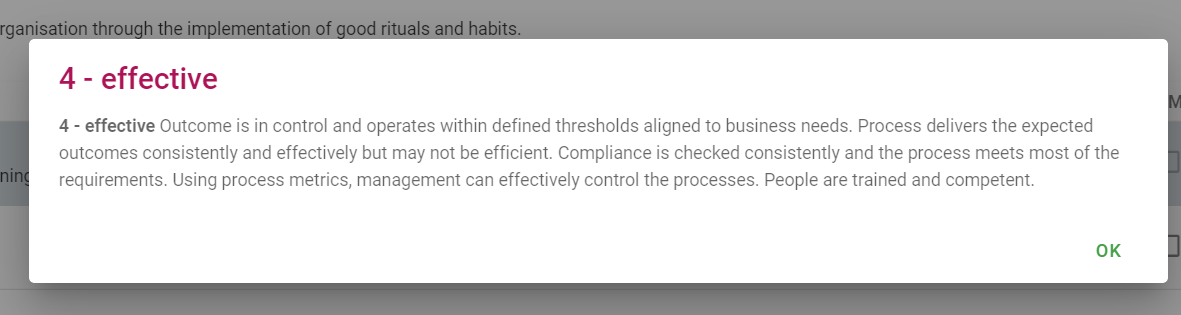 rganisation through the implementation of good rituals and habits.
4 - effective
4 - effective Outcome is in control and operates within defined thresholds aligned to business needs. Process delivers the expected
outcomes consistently and effectively but may not be efficient. Compliance is checked consistently and the process meets most of the
requirements. Using process metrics, management can effectively control the processes. People are trained and competent.
M
ning
OK